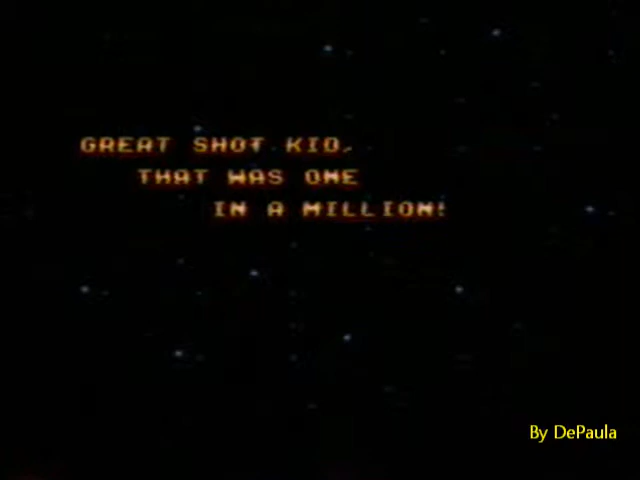 GREAT SHOT KID,
THAT WAS ONE
IN A MILLION!
By DePaula